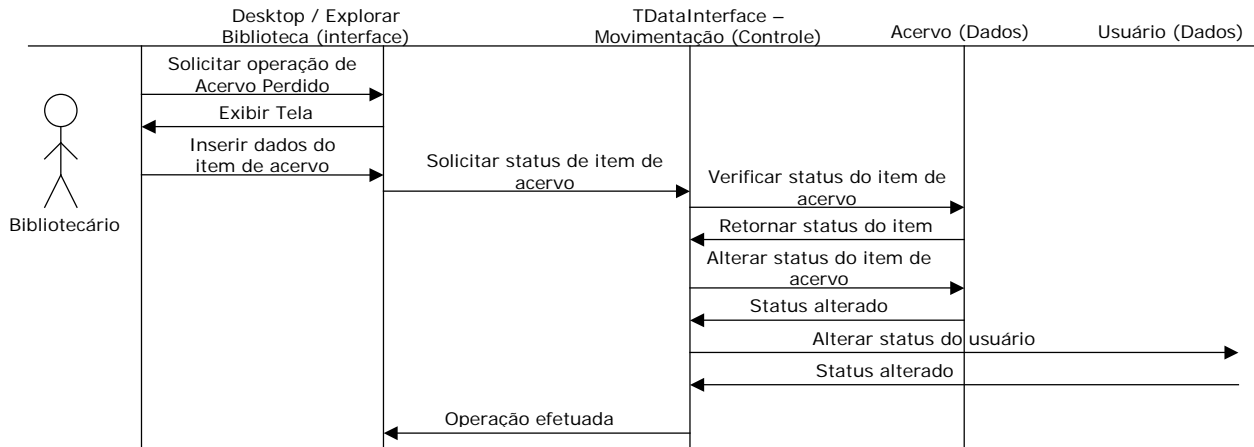 Desktop / Explorar
Biblioteca (interface)
TDataInterface –
Movimentação (Controle)
Acervo (Dados)
Usuário (Dados)
Solicitar operação de
Acervo Perdido
Exibir Tela
Inserir dados do
item de acervo
Bibliotecário
Solicitar status de item de
acervo
Verificar status do item de
acervo
Retornar status do item
Alterar status do item de
acervo
Status alterado
Alterar status do usuário
Status alterado
Operação efetuada